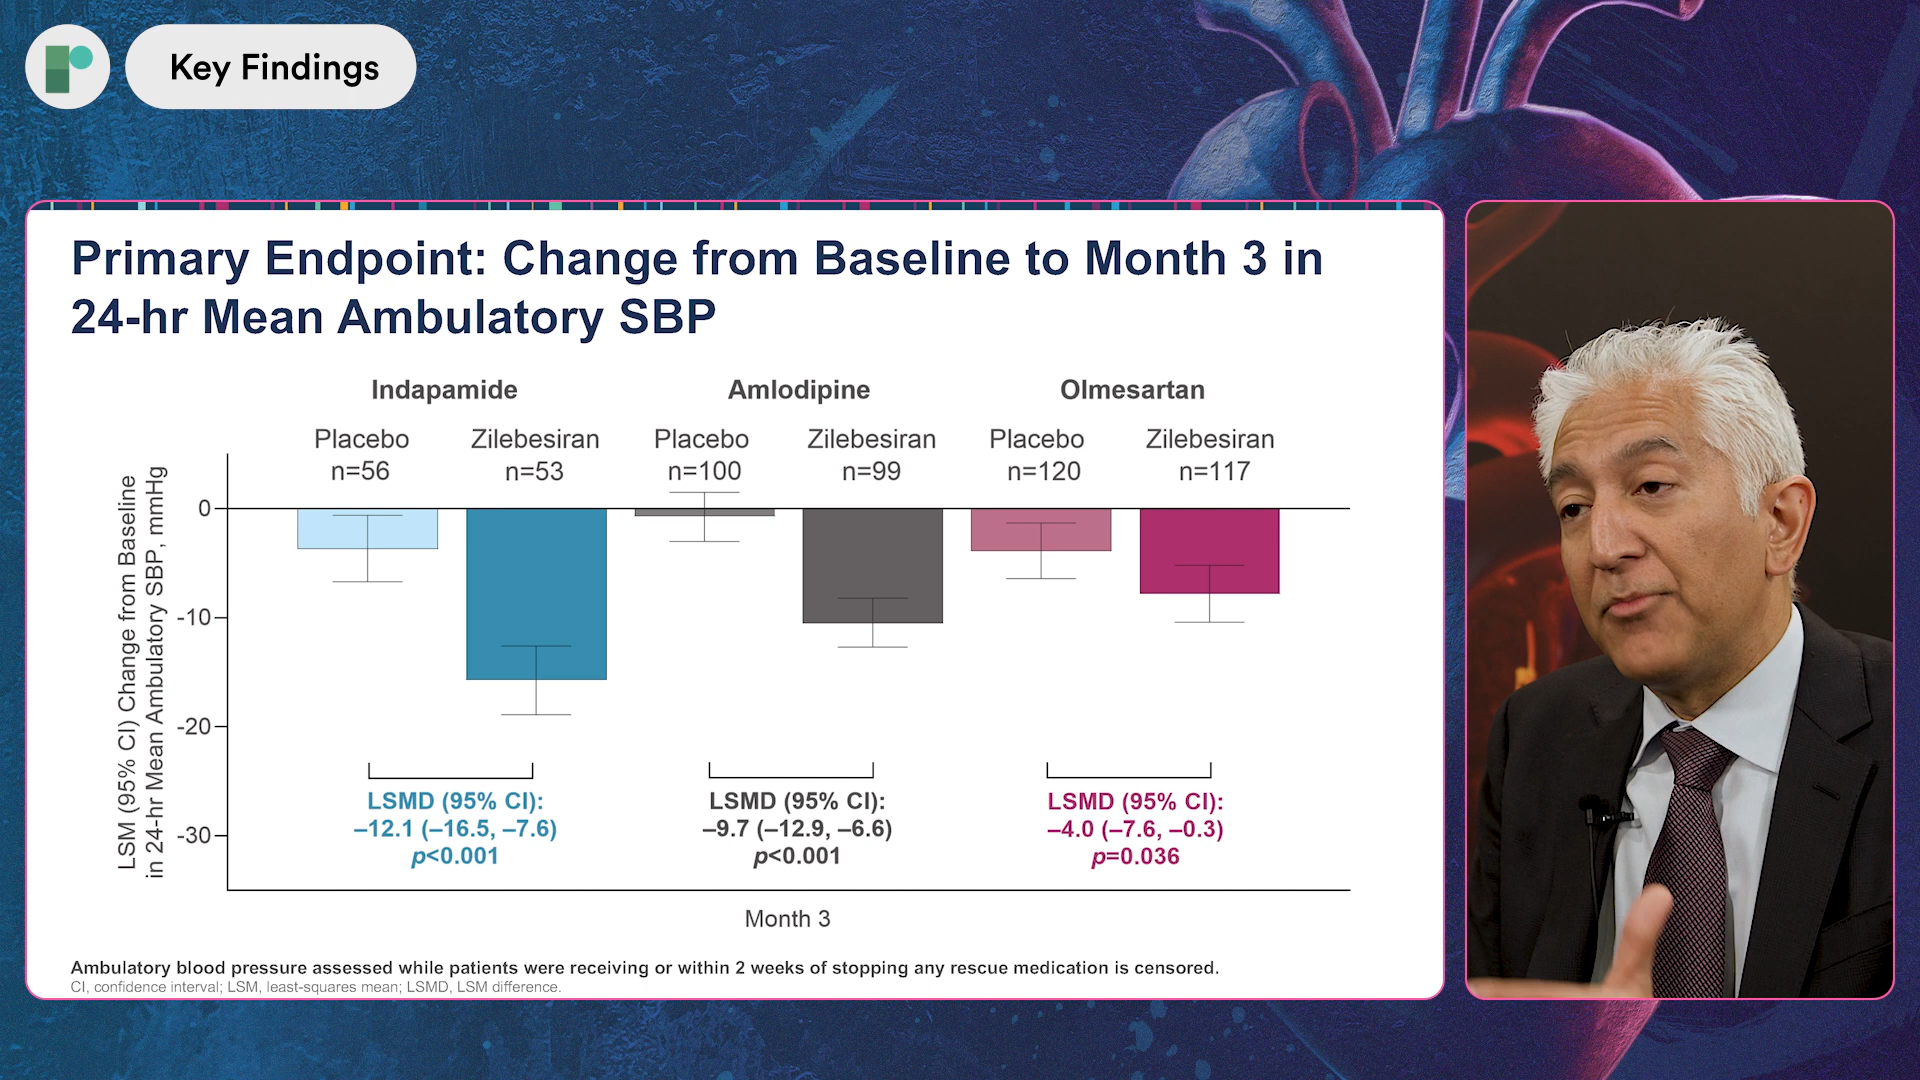 Key Findings
Primary Endpoint: Change from Baseline to Month 3 in
24-hr Mean Ambulatory SBP
Indapamide
Amlodipine
Olmesartan
Placebo
n=56
Zilebesiran
n=53
Placebo
n=100
Zilebesiran
n=99
Placebo
n=120
Zilebesiran
n=117
LSM (95% CI) Change from Baseline
in 24-hr Mean Ambulatory SBP, mmHg
0
-10
-20
-30
LSMD (95% CI):
–12.1 (–16.5, –7.6)
p<0.001
LSMD (95% CI):
–9.7 (–12.9, –6.6)
p<0.001
LSMD (95% CI):
–4.0 (–7.6, –0.3)
p=0.036
Month 3
Ambulatory blood pressure assessed while patients were receiving or within 2 weeks of stopping any rescue medication is censored.
CI, confidence interval; LSM, least-squares mean; LSMD, LSM difference.